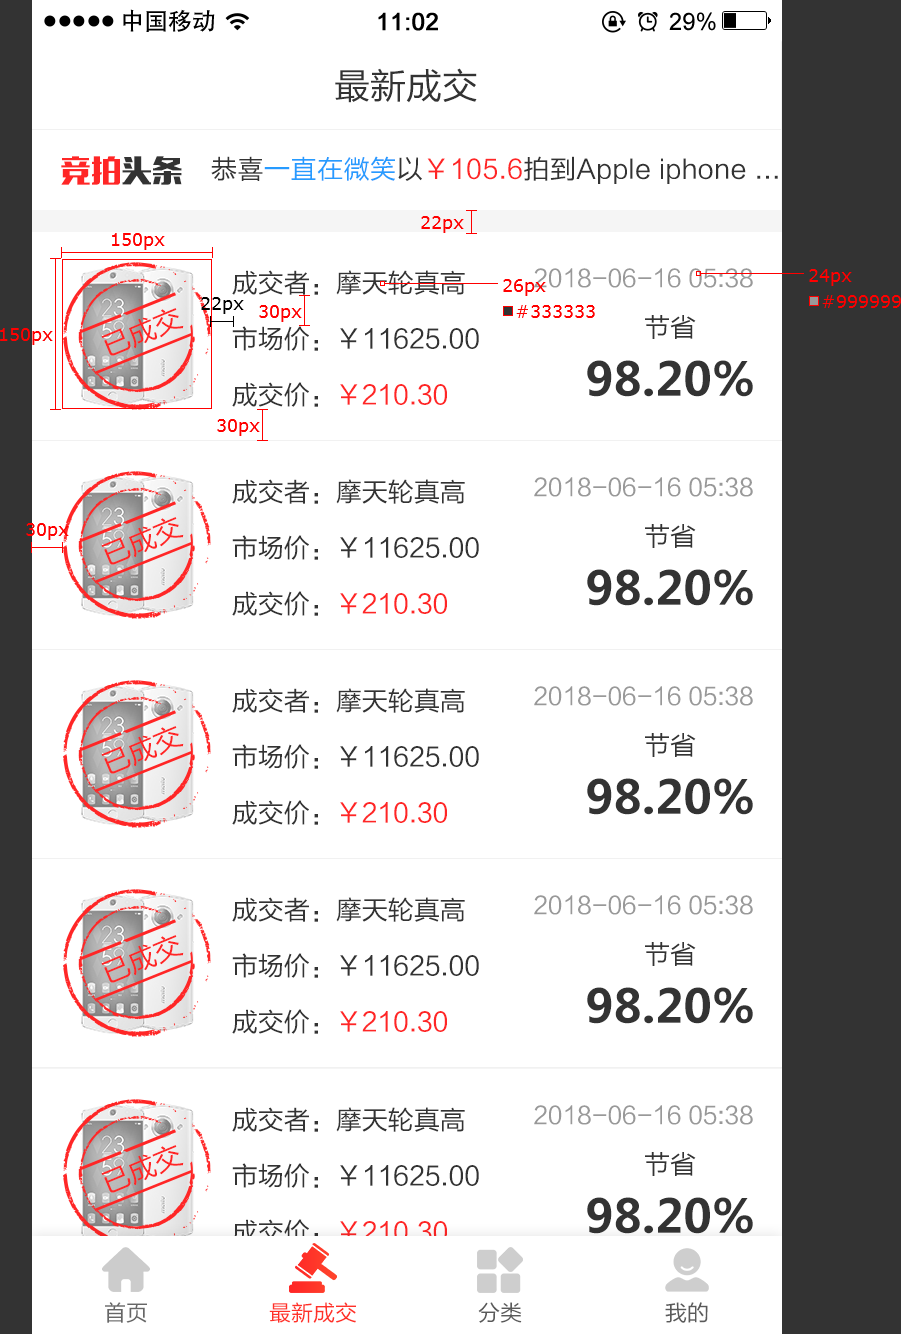 中国移动 11:02 29%
最新成交
竞拍头条 恭喜一直在微笑以￥105.6拍到Apple iphone ...
22px
150px
150px
22px
成交者：摩天轮真高
2018-06-16 05:38
24px
#999999
26px
#333333
30px
市场价：￥11625.00
节省
成交价：￥210.30
98.20%
30px
已成交
成交者：摩天轮真高
2018-06-16 05:38
30px
市场价：￥11625.00
节省
成交价：￥210.30
98.20%
已成交
成交者：摩天轮真高
2018-06-16 05:38
市场价：￥11625.00
节省
成交价：￥210.30
98.20%
已成交
成交者：摩天轮真高
2018-06-16 05:38
市场价：￥11625.00
节省
成交价：￥210.30
98.20%
已成交
成交者：摩天轮真高
2018-06-16 05:38
市场价：￥11625.00
节省
成交价：￥210.30
98.20%
已成交
首页 最新成交 分类 我的